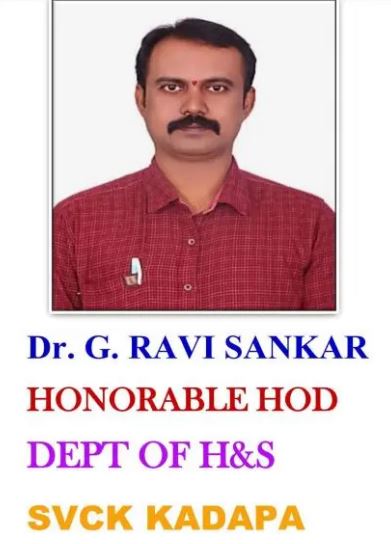 Dr. G. RAVI SANKAR
HONORABLE HOD
DEPT OF H&S
SVCK KADAPA